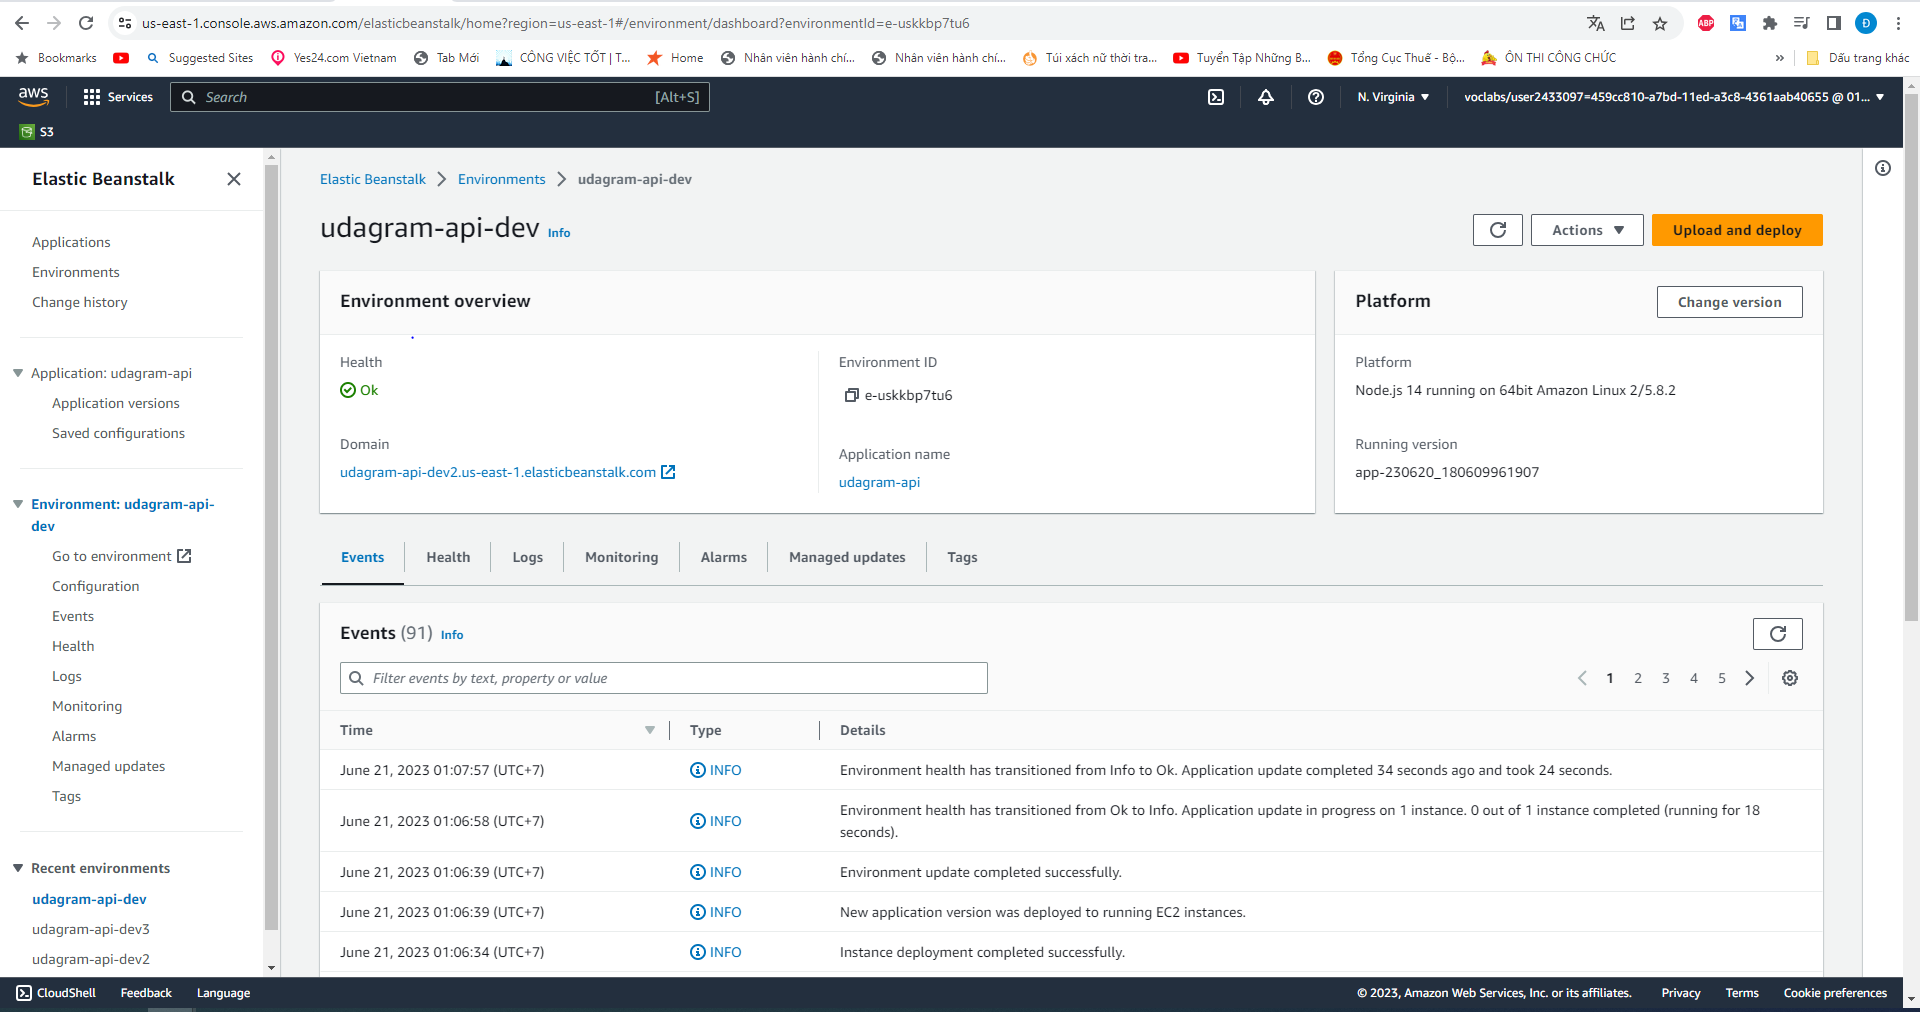 us-east-1.console.aws.amazon.com/elasticbeanstalk/home?region=us-east-1#/environment/dashboard?environmentId=e-uskkbp7tu6
ABP
Đ
Bookmarks
Suggested Sites
Yes24.com Vietnam
Tab Mới
CÔNG VIỆC TỐT | T...
Home
Nhân viên hành chí...
Nhân viên hành chí...
Túi xách nữ thời tra...
Tuyển Tập Những B...
Tổng Cục Thuế - Bộ...
ÔN THI CÔNG CHỨC
»
Dấu trang khác
aws
Services
Search
[Alt+S]
N. Virginia
voclabs/user2433097=459cc810-a7bd-11ed-a3c8-4361aab40655 @ 01...
S3
Elastic Beanstalk
Applications
Environments
Change history
Application: udagram-api
Application versions
Saved configurations
Environment: udagram-api-
dev
Go to environment
Configuration
Events
Health
Logs
Monitoring
Alarms
Managed updates
Tags
Recent environments
udagram-api-dev
udagram-api-dev3
udagram-api-dev2
Elastic Beanstalk
Environments
udagram-api-dev
udagram-api-dev Info
Actions
Upload and deploy
Environment overview
Health
Ok
Domain
udagram-api-dev2.us-east-1.elasticbeanstalk.com
Environment ID
e-uskkbp7tu6
Application name
udagram-api
Platform
Change version
Platform
Node.js 14 running on 64bit Amazon Linux 2/5.8.2
Running version
app-230620_180609961907
Events
Health
Logs
Monitoring
Alarms
Managed updates
Tags
Events (91) Info
Filter events by text, property or value
1 2 3 4 5
Time Type Details
June 21, 2023 01:07:57 (UTC+7) INFO Environment health has transitioned from Info to Ok. Application update completed 34 seconds ago and took 24 seconds.
June 21, 2023 01:06:58 (UTC+7) INFO Environment health has transitioned from Ok to Info. Application update in progress on 1 instance. 0 out of 1 instance completed (running for 18
seconds).
June 21, 2023 01:06:39 (UTC+7) INFO Environment update completed successfully.
June 21, 2023 01:06:39 (UTC+7) INFO New application version was deployed to running EC2 instances.
June 21, 2023 01:06:34 (UTC+7) INFO Instance deployment completed successfully.
CloudShell
Feedback
Language
© 2023, Amazon Web Services, Inc. or its affiliates.
Privacy
Terms
Cookie preferences